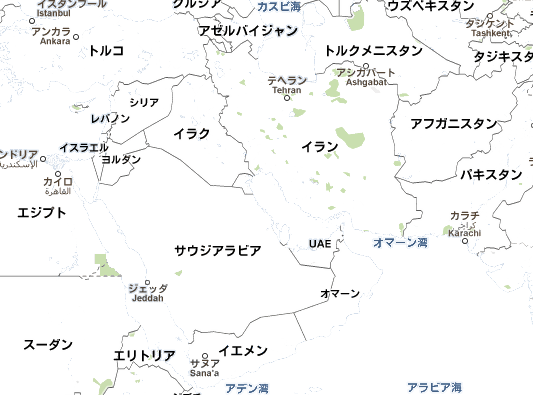 グルジア
カスピ海
ウズベキスタン
イスタンブール
Istanbul
アンカラ
Ankara
トルコ
アゼルバイジャン
トルクメニスタン
タシケント
Tashkent
タジキスタ
アシガバート
Ashgabat
テヘラン
Tehran
シリア
レバノン
イラク
イラン
アフガニスタン
イスラエル
ヨルダン
ンドリア
الإسكندرية
カイロ
القاهرة
パキスタン
エジプト
カラチ
کراچی
Karachi
サウジアラビア
UAE
オマーン湾
ジェッダ
Jeddah
オマーン
スーダン
エリトリア
サヌア
Sana'a
イエメン
アデン湾
アラビア海